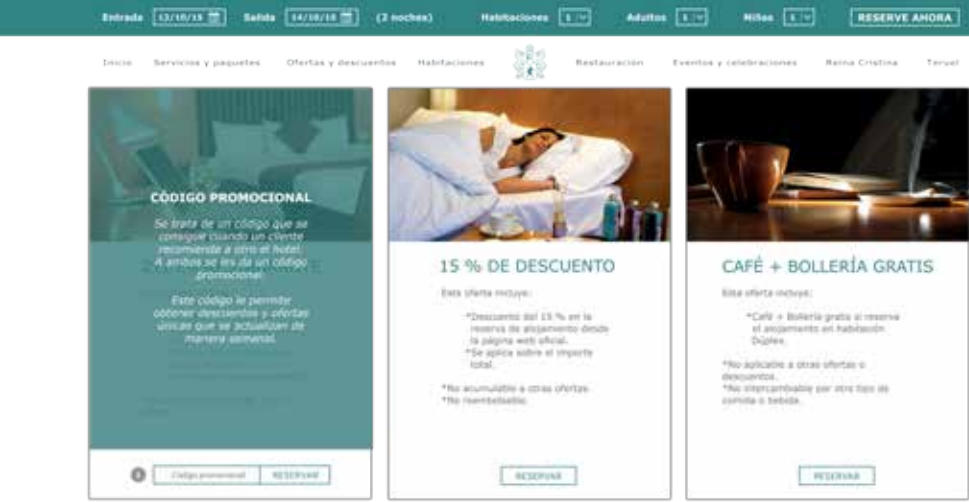 Entrada 12/10/18 Salida 14/10/18 (2 noches) Habitaciones 1 Adultos 1 Niños 1 RESERVE AHORA
Inicio Servicios y paquetes Ofertas y descuentos Habitaciones Restauración Eventos y celebraciones Reina Cristina Teruel
CÓDIGO PROMOCIONAL
Se trata de un código que se
consigue cuando un cliente
recomienda a otro el hotel.
A ambos se les da un código
promocional.
Este código le permite
obtener descuentos y ofertas
únicas que se actualizan de
manera semanal.
Código promocional RESERVAR
15 % DE DESCUENTO
Esta oferta incluye:
*Descuento del 15 % en la
reserva de alojamiento desde
la página web oficial.
*Se aplica sobre el importe
total.
*No acumulable a otras ofertas.
*No reembolsable.
RESERVAR
CAFÉ + BOLLERÍA GRATIS
Esta oferta incluye:
*Café + Bollería gratis si reserva
el alojamiento en habitación
Dúplex.
*No aplicable a otras ofertas o
descuentos.
*No intercambiable por otro tipo de
comida o bebida.
RESERVAR